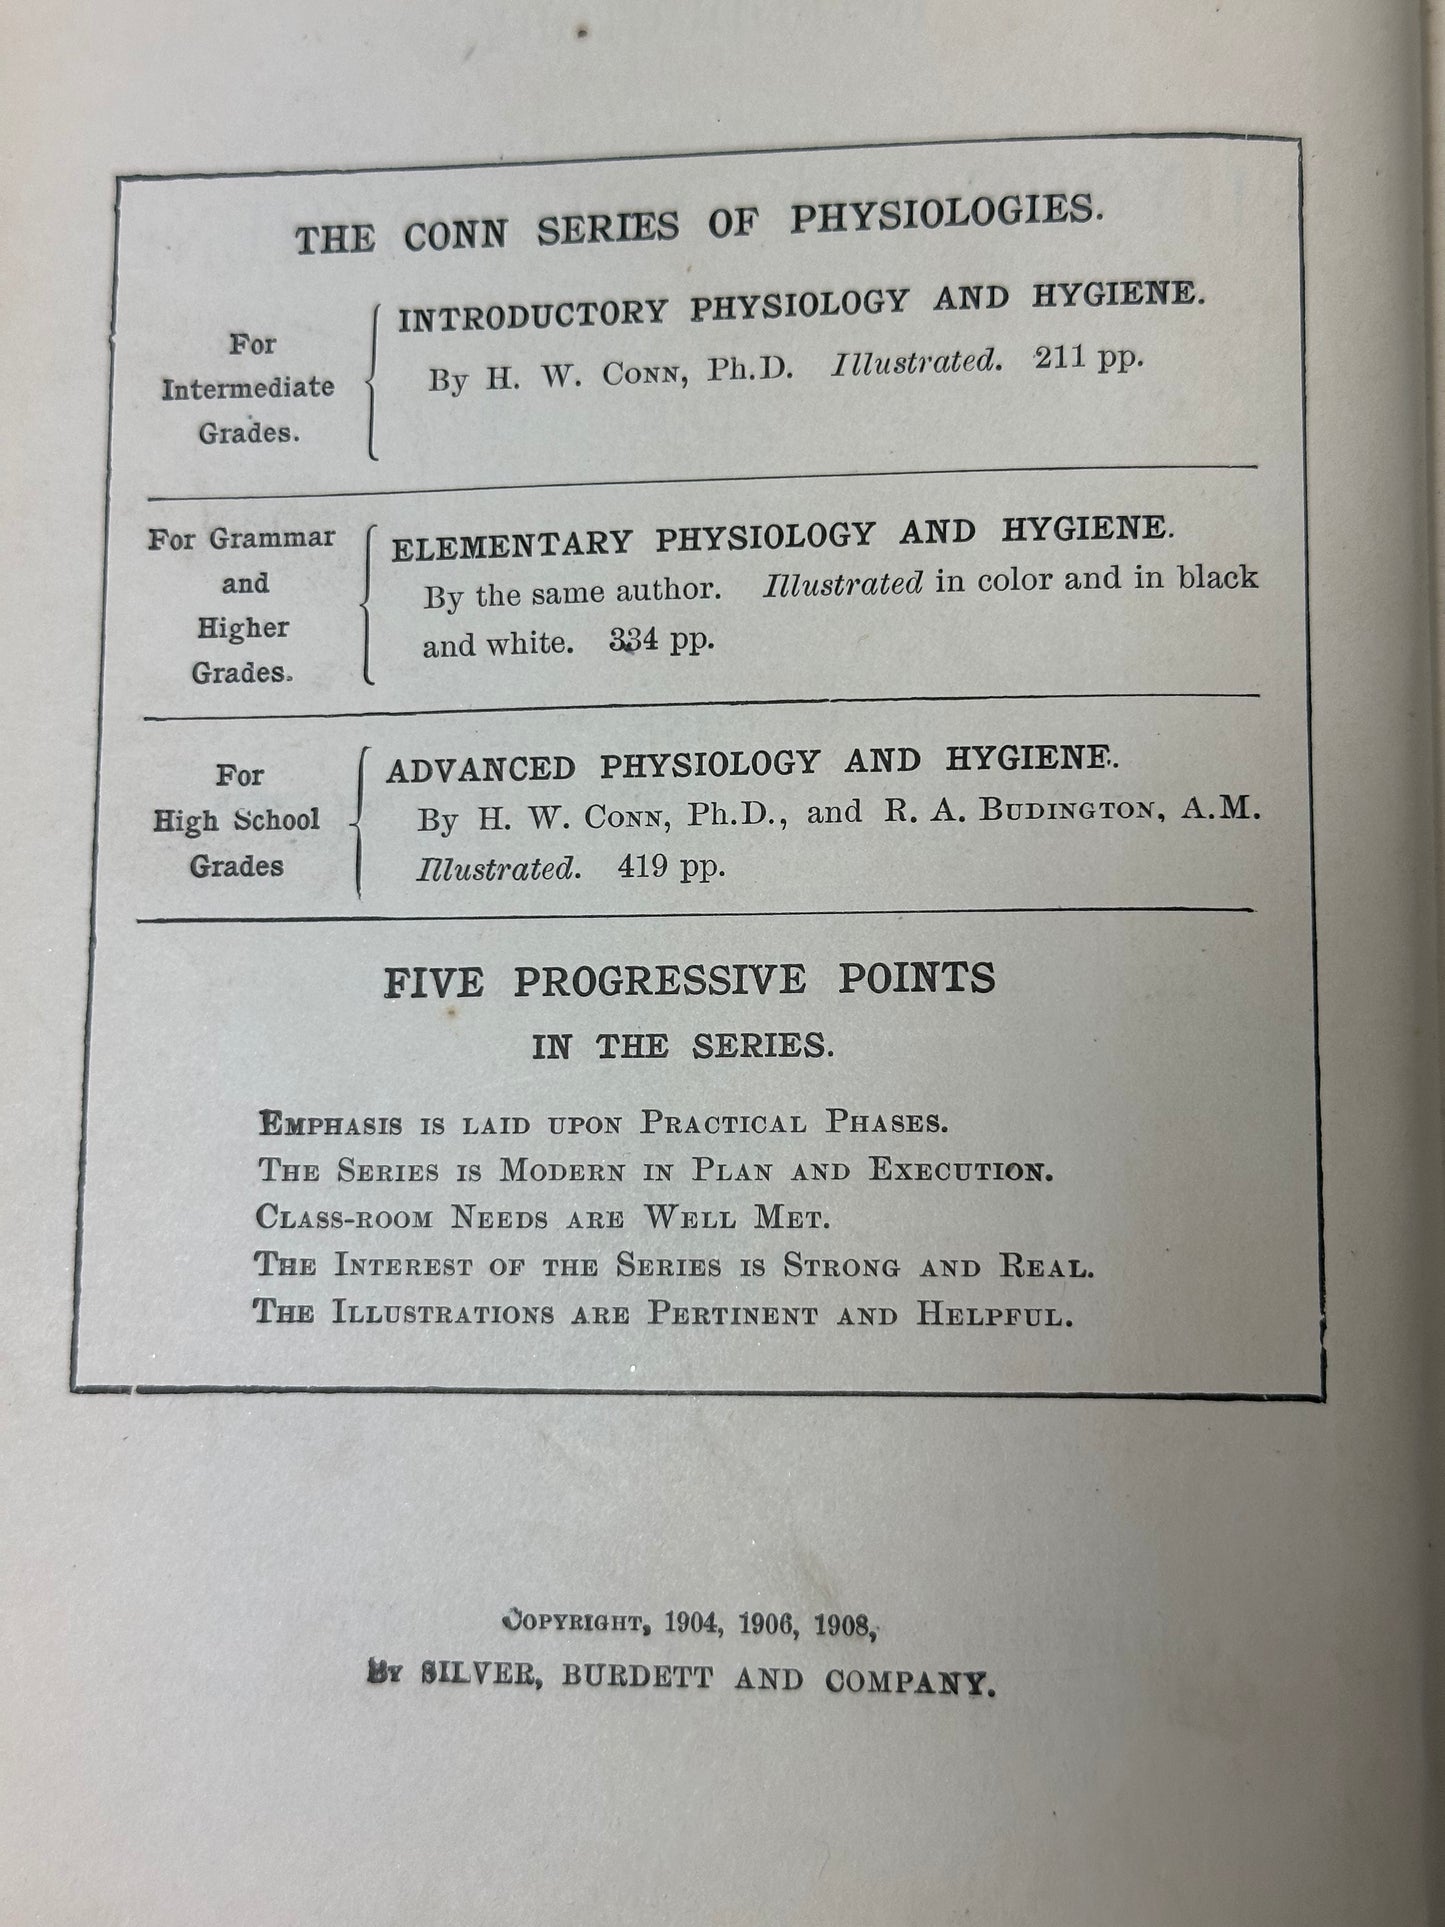 THE CONN SERIES OF PHYSIOLOGIES.
For
Intermediate
Grades.
INTRODUCTORY PHYSIOLOGY AND HYGIENE.
By H. W. CONN, Ph.D. Illustrated. 211 pp.
For Grammar
and
Higher
Grades.
ELEMENTARY PHYSIOLOGY AND HYGIENE.
By the same author. Illustrated in color and in black
and white. 334 pp.
For
High School
Grades
ADVANCED PHYSIOLOGY AND HYGIENE.
By H. W. CONN, Ph.D., and R. A. BUDINGTON, A.M.
Illustrated. 419 pp.
FIVE PROGRESSIVE POINTS
IN THE SERIES.
EMPHASIS IS LAID UPON PRACTICAL PHASES.
THE SERIES IS MODERN IN PLAN AND EXECUTION.
CLASS-ROOM NEEDS ARE WELL MET.
THE INTEREST OF THE SERIES IS STRONG AND REAL.
THE ILLUSTRATIONS ARE PERTINENT AND HELPFUL.
COPYRIGHT, 1904, 1906, 1908,
BY SILVER, BURDETT AND COMPANY.